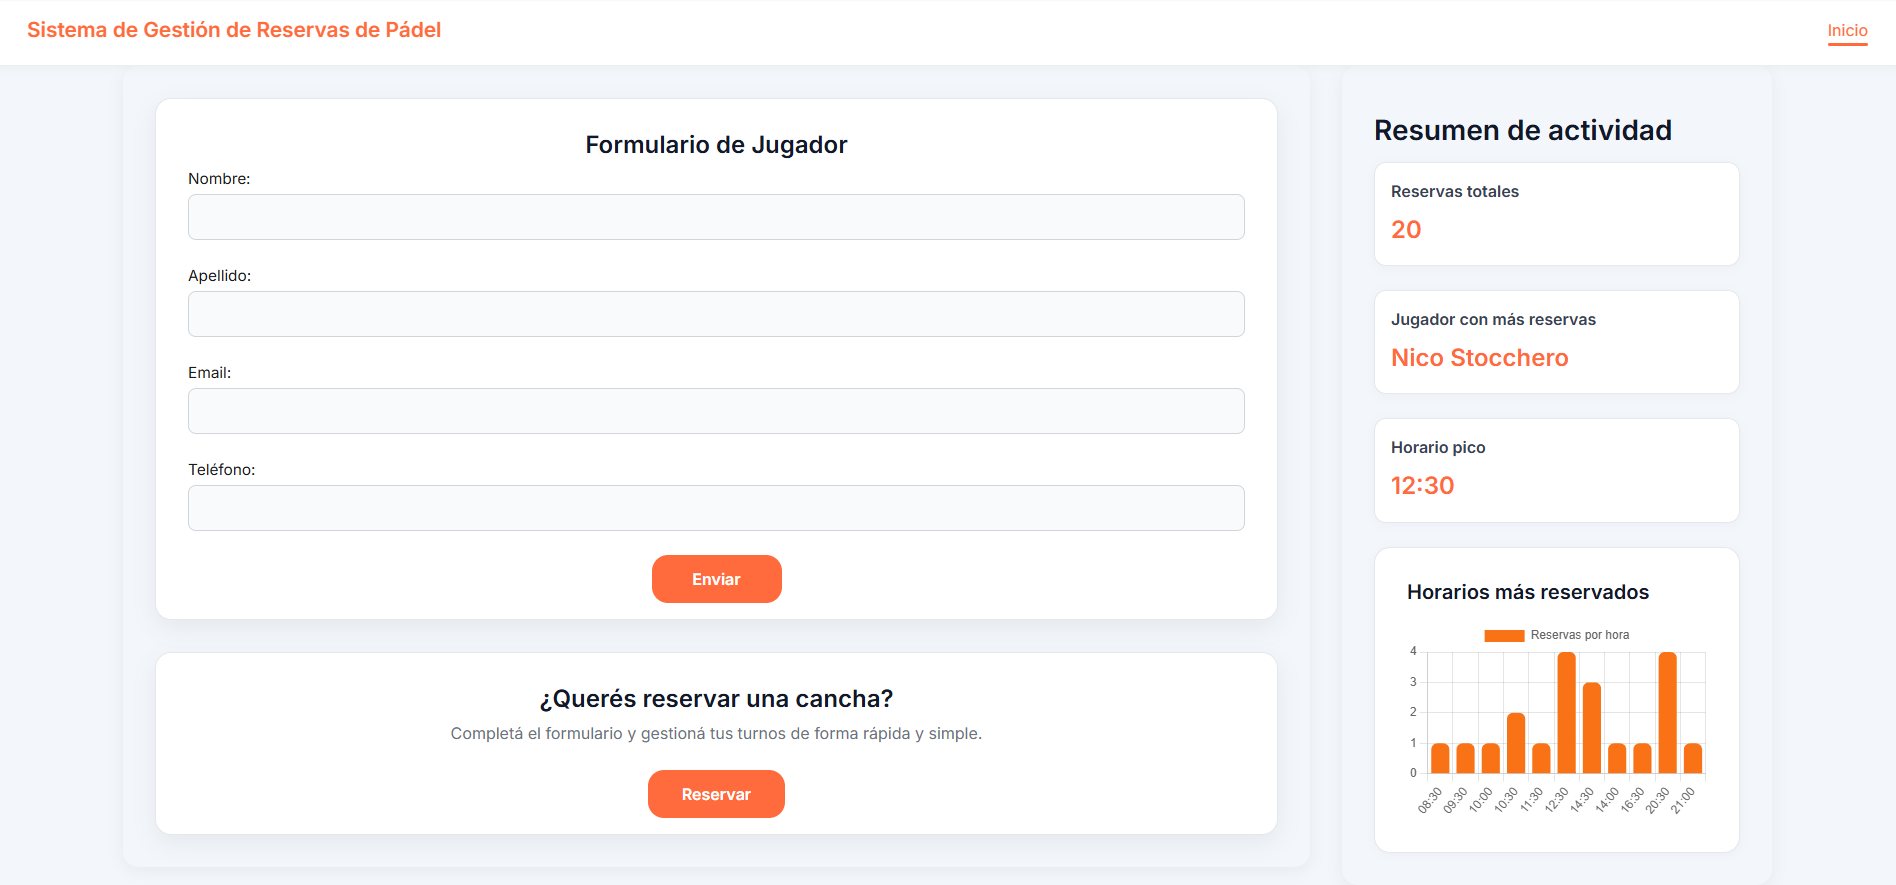 Sistema de Gestión de Reservas de Pádel
Inicio
Formulario de Jugador
Nombre:
Apellido:
Email:
Teléfono:
Enviar
¿Querés reservar una cancha?
Completá el formulario y gestioná tus turnos de forma rápida y simple.
Reservar
Resumen de actividad
Reservas totales
20
Jugador con más reservas
Nico Stocchero
Horario pico
12:30
Horarios más reservados
Reservas por hora
4
3
2
1
0
08:30 09:30 10:00 10:30 11:30 12:30 14:30 14:00 16:30 20:30 21:00